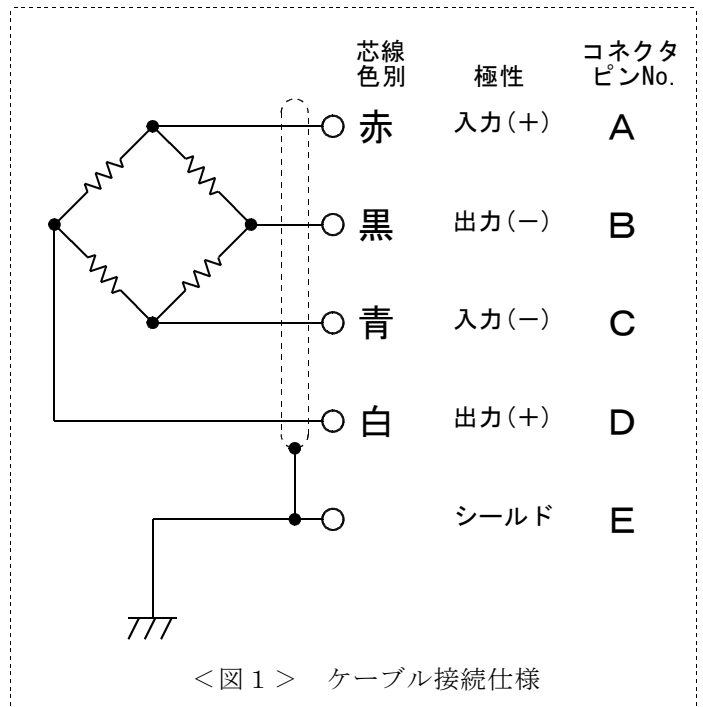 芯線 コネクタ
色別 極性 ピンNo.
赤 入力(+) A
黒 出力(−) B
青 入力(−) C
白 出力(+) D
シールド E
＜図１＞ ケーブル接続仕様